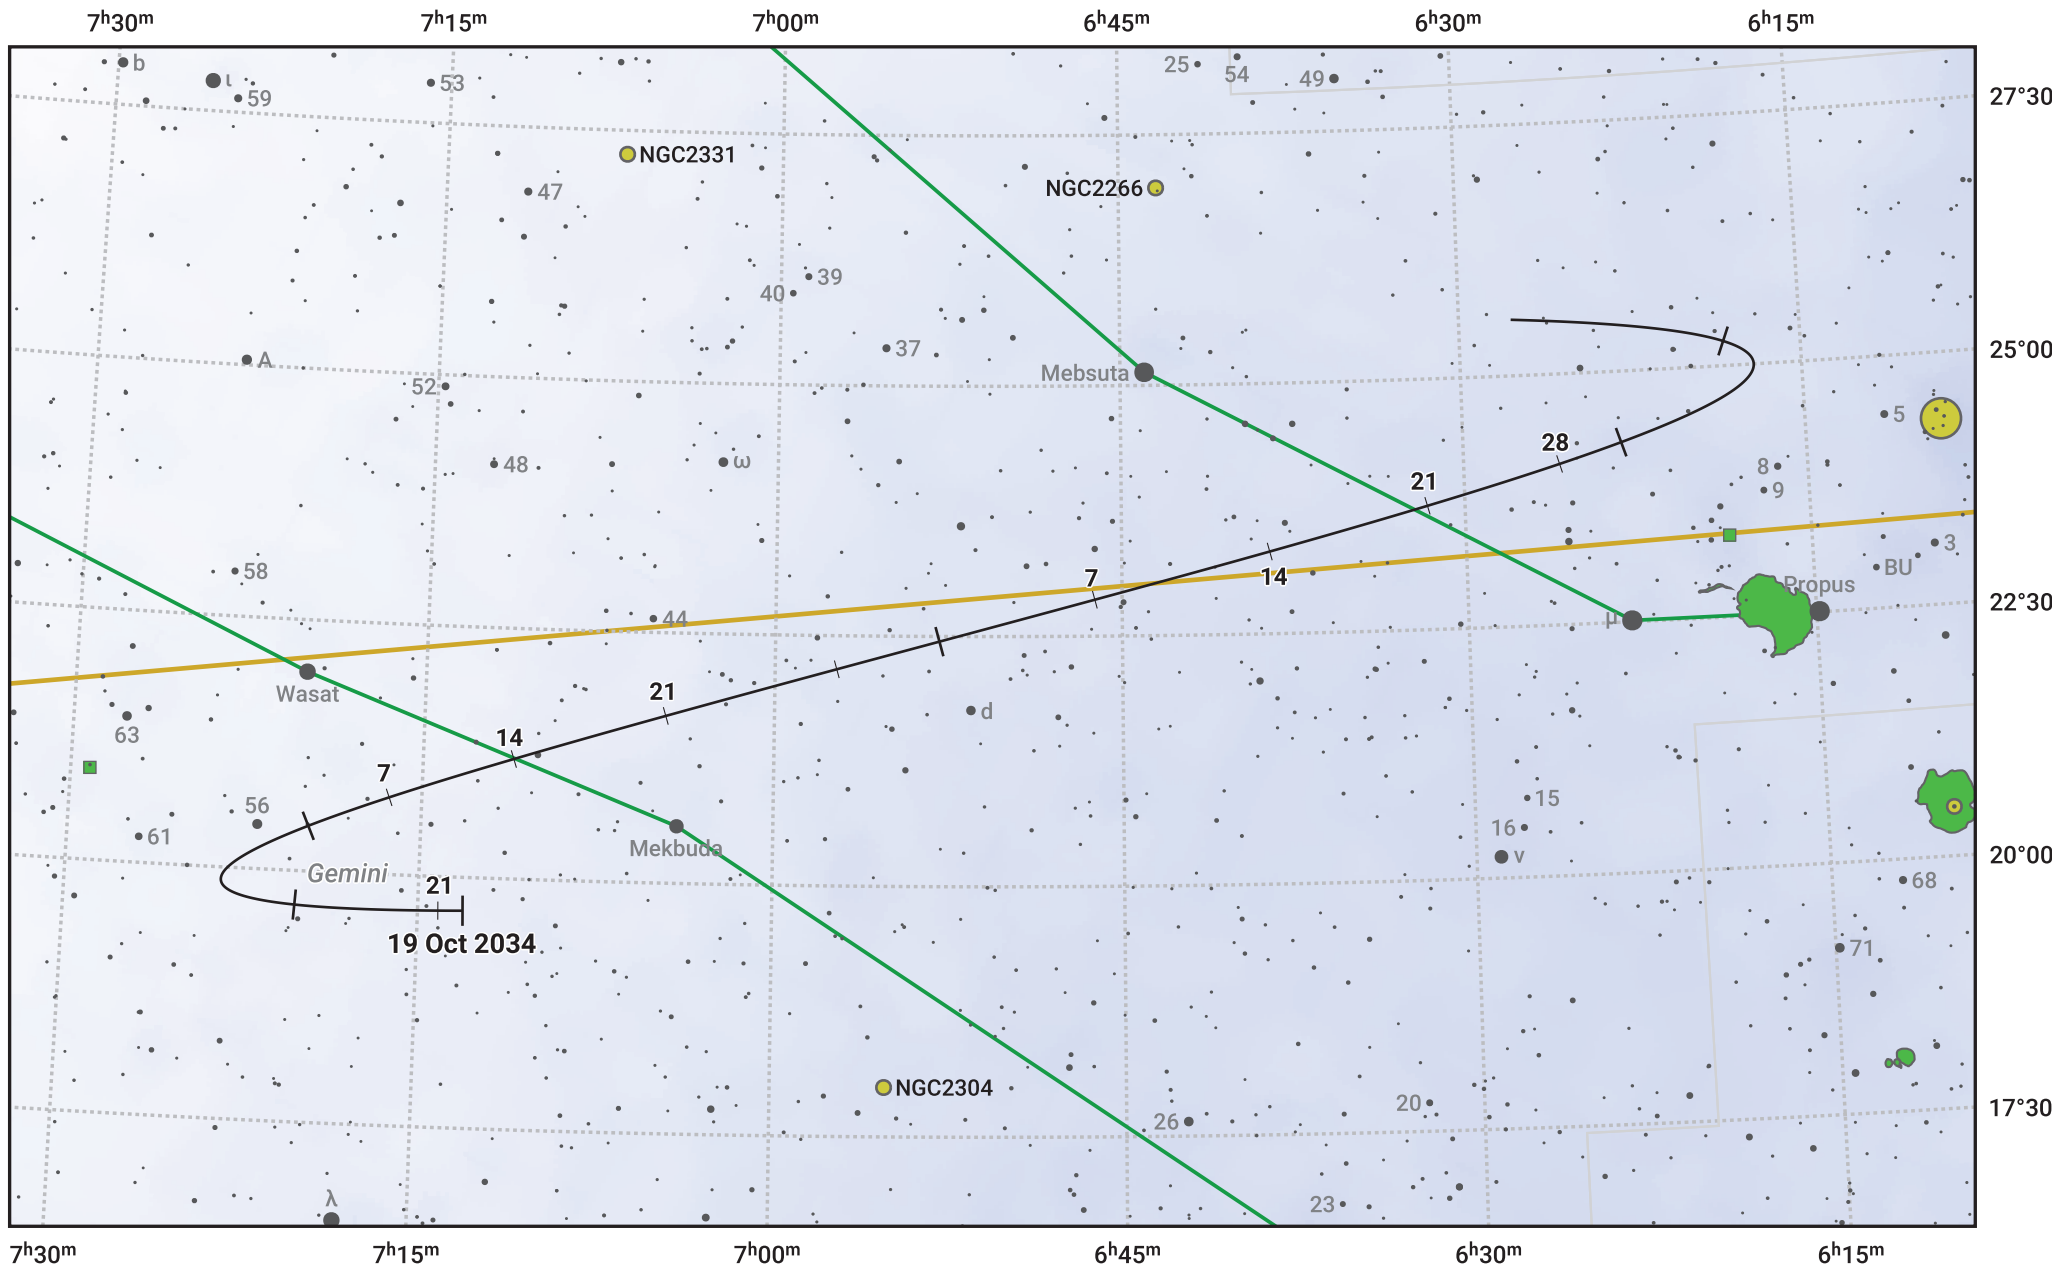 7h30m 7h15m 7h00m 6h45m 6h30m 6h15m
b
ι
59
53
25
54
49
27°30
NGC2331
47
NGC2266
39
40
37
25°00
A
52
Mebsuta
5
28
48
ω
8
9
21
58
7
14
3
BU
Propus
22°30
44
μ
Wasat
21
d
63
14
7
56
61
15
16
ν
Mekbuda
20°00
Gemini
21
68
19 Oct 2034
71
NGC2304
20
17°30
26
λ
23
7h30m 7h15m 7h00m 6h45m 6h30m 6h15m